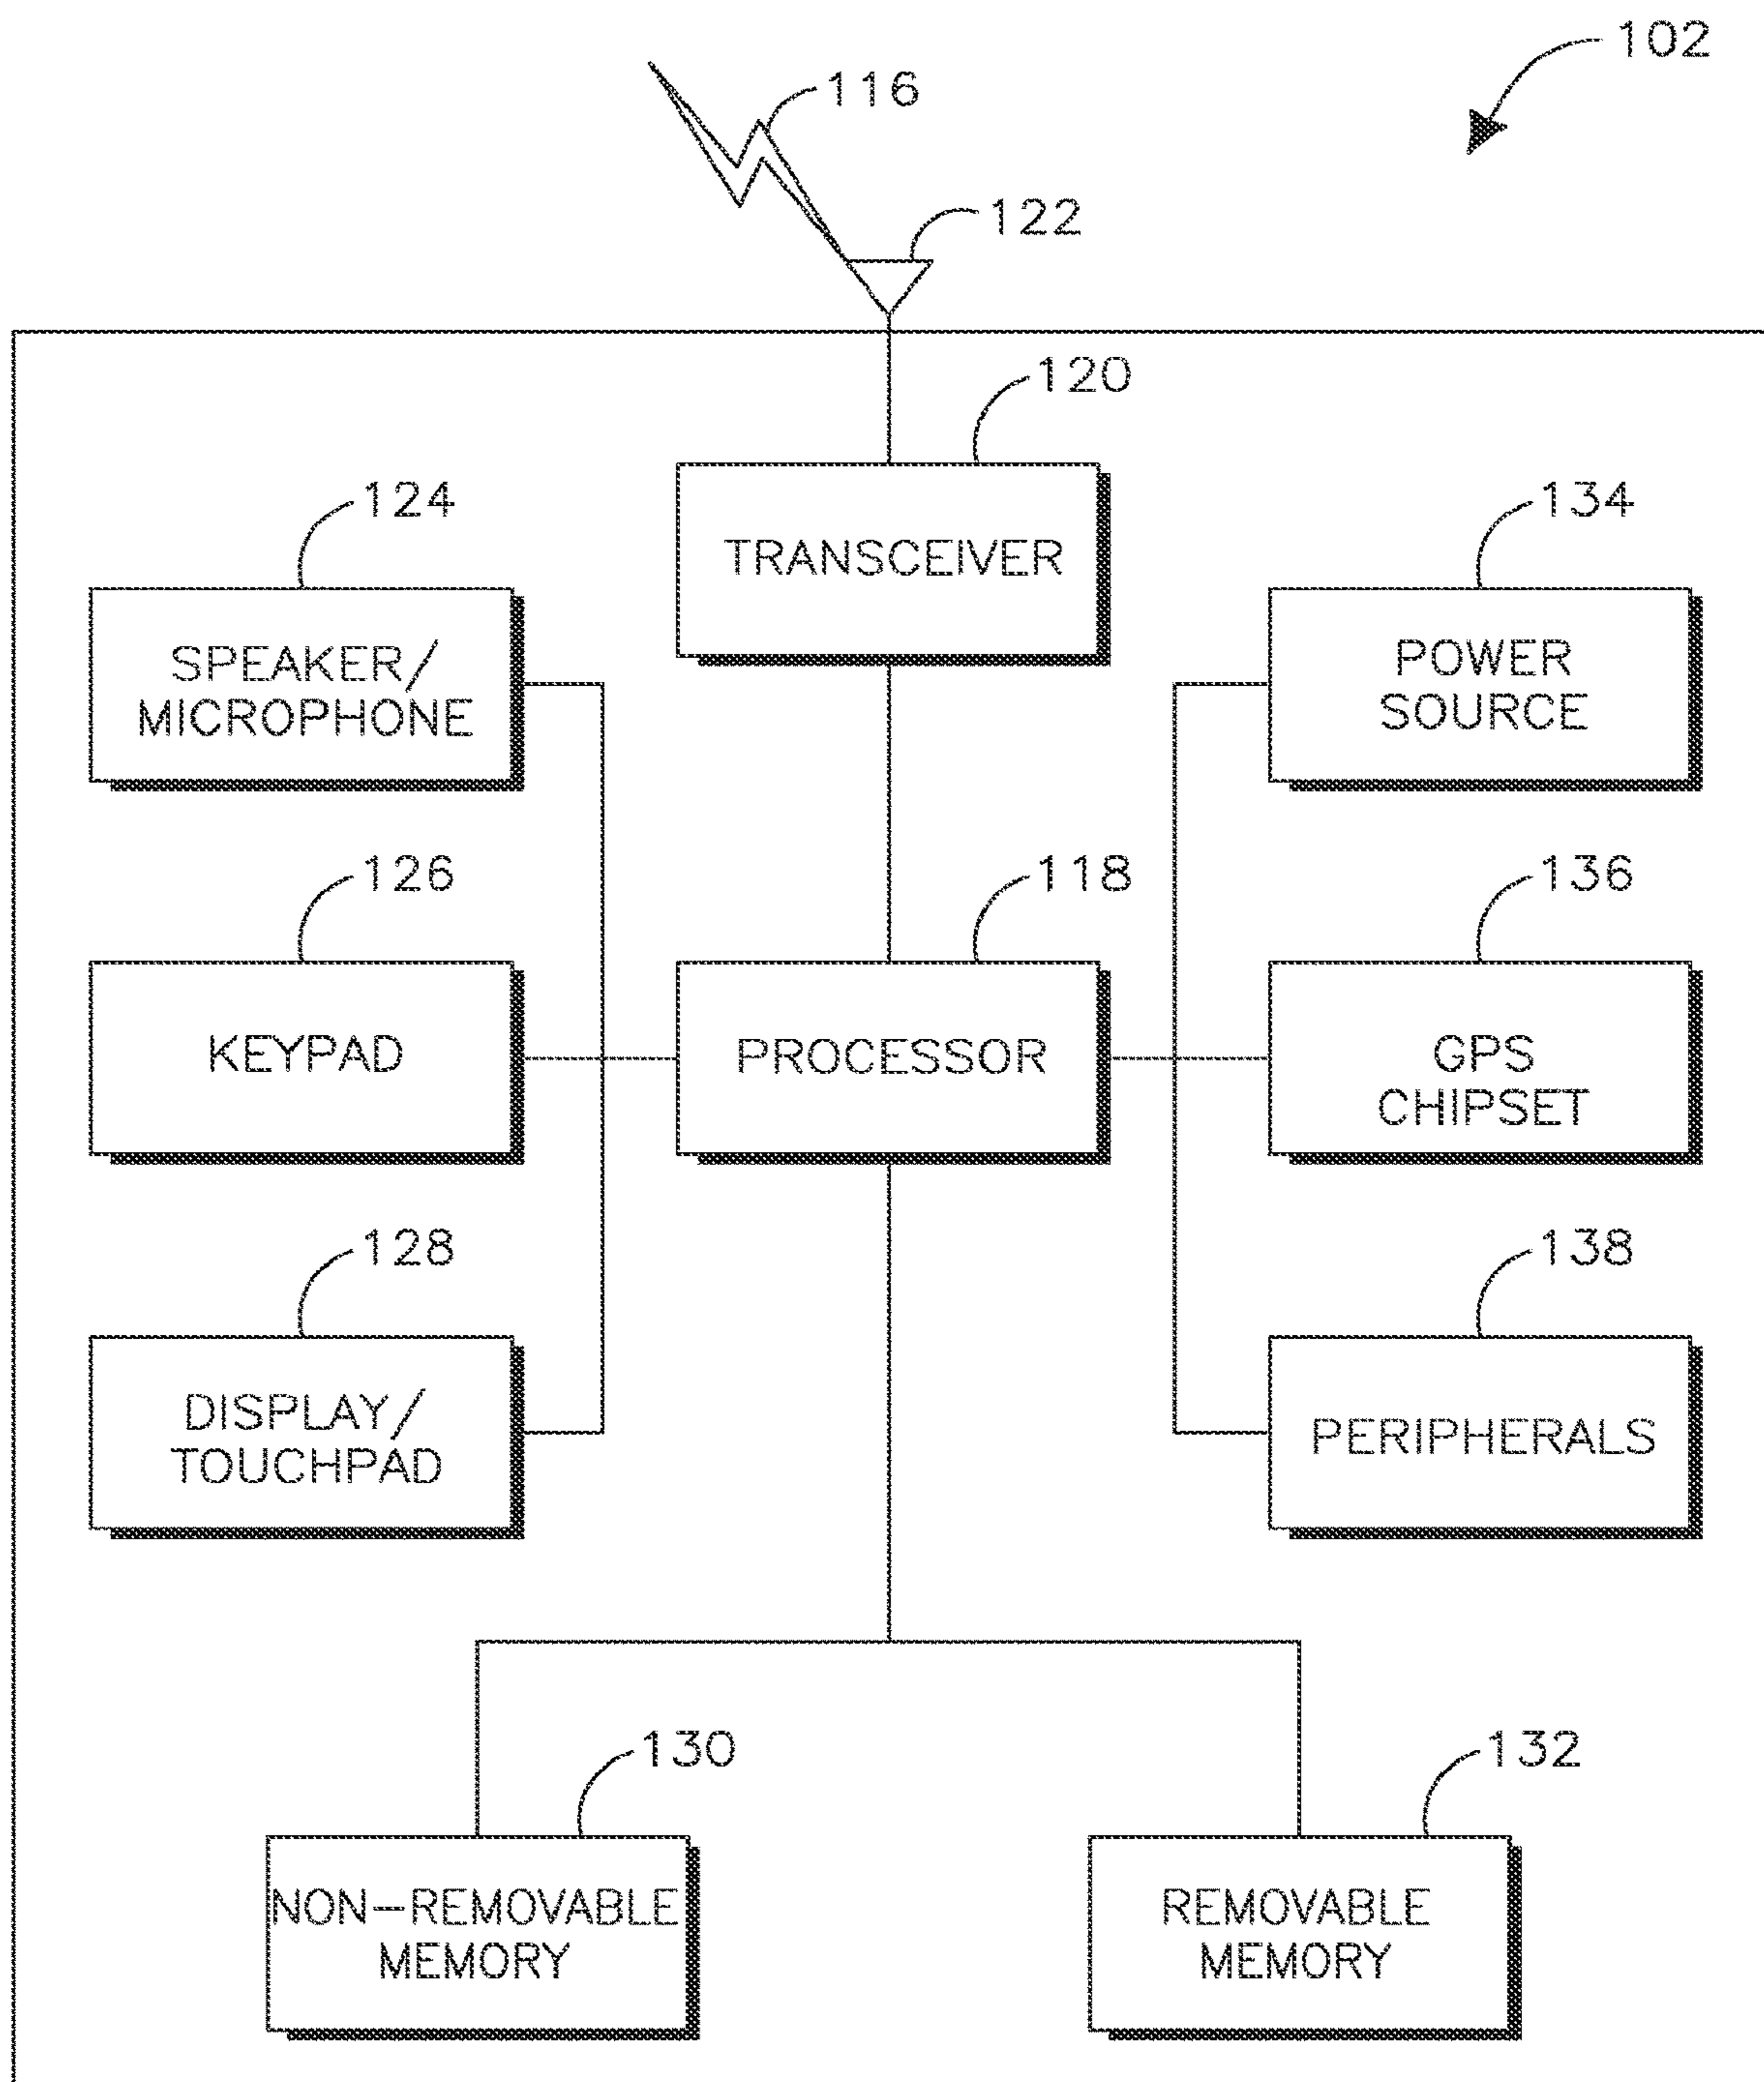 102
116
122
120
TRANSCEIVER
124
SPEAKER/
MICROPHONE
134
POWER
SOURCE
126
KEYPAD
118
PROCESSOR
136
GPS
CHIPSET
128
DISPLAY/
TOUCHPAD
138
PERIPHERALS
130
NON-REMOVABLE
MEMORY
132
REMOVABLE
MEMORY